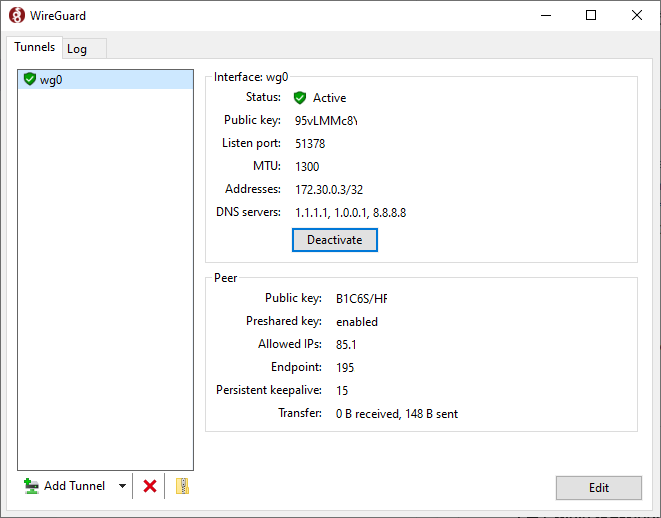 WireGuard
Tunnels Log
wg0
Interface: wg0
Status: Active
Public key: 95vLMMc8
Listen port: 51378
MTU: 1300
Addresses: 172.30.0.3/32
DNS servers: 1.1.1.1, 1.0.0.1, 8.8.8.8
Deactivate
Peer
Public key: B1C6S/HF
Preshared key: enabled
Allowed IPs: 85.1
Endpoint: 195
Persistent keepalive: 15
Transfer: 0 B received, 148 B sent
Add Tunnel
Edit